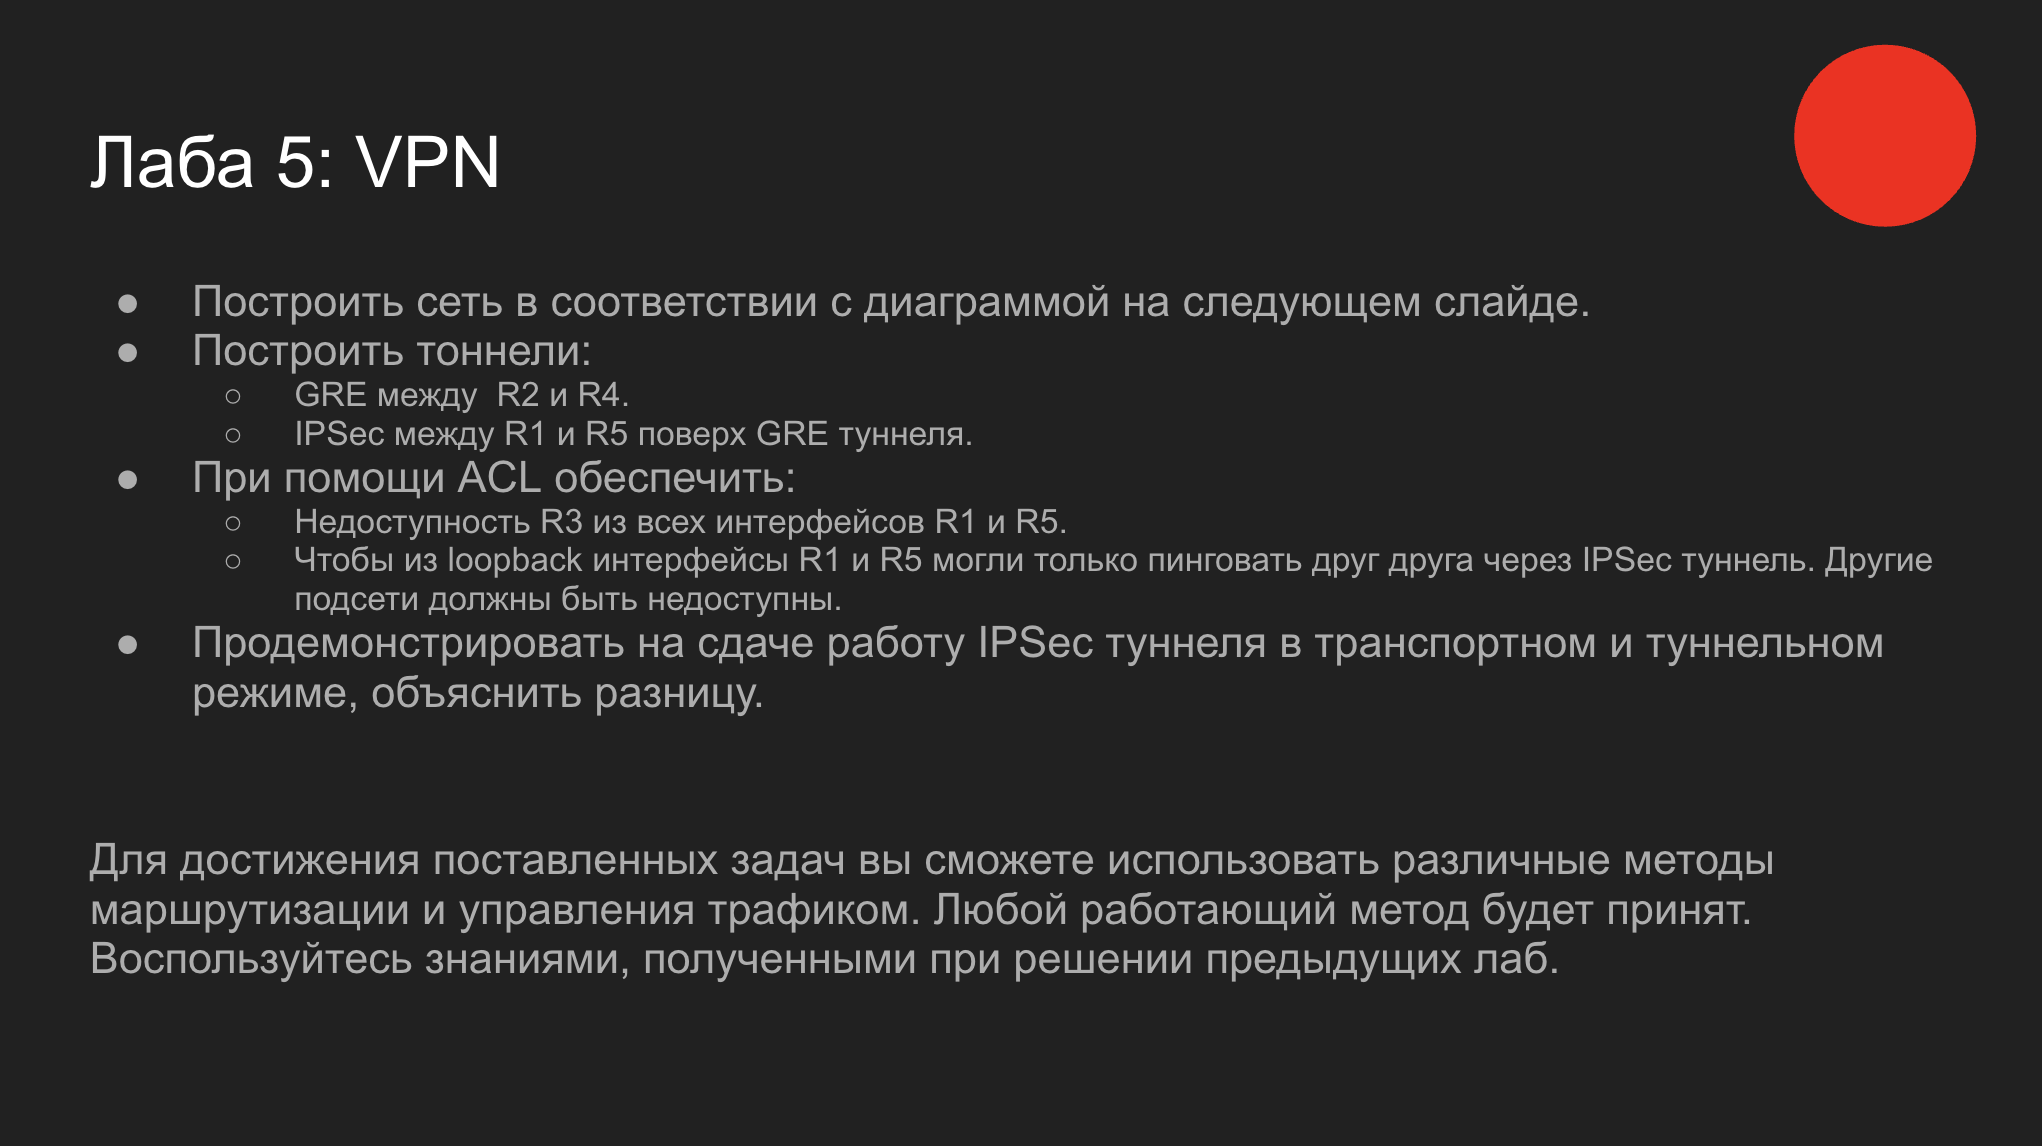 Лаба 5: VPN
● Построить сеть в соответствии с диаграммой на следующем слайде.
● Построить тоннели:
○ GRE между  R2 и R4.
○ IPSec между R1 и R5 поверх GRE туннеля.
● При помощи ACL обеспечить:
○ Недоступность R3 из всех интерфейсов R1 и R5.
○ Чтобы из loopback интерфейсы R1 и R5 могли только пинговать друг друга через IPSec туннель. Другие
подсети должны быть недоступны.
● Продемонстрировать на сдаче работу IPSec туннеля в транспортном и туннельном
режиме, объяснить разницу.
Для достижения поставленных задач вы сможете использовать различные методы
маршрутизации и управления трафиком. Любой работающий метод будет принят.
Воспользуйтесь знаниями, полученными при решении предыдущих лаб.